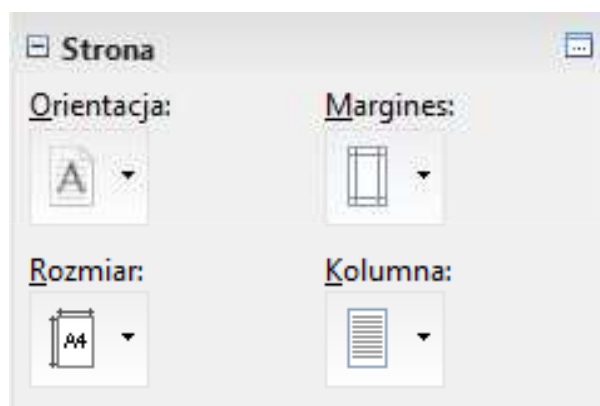 Strona
Orientacja: Margines:
A
Rozmiar: Kolumna:
A4